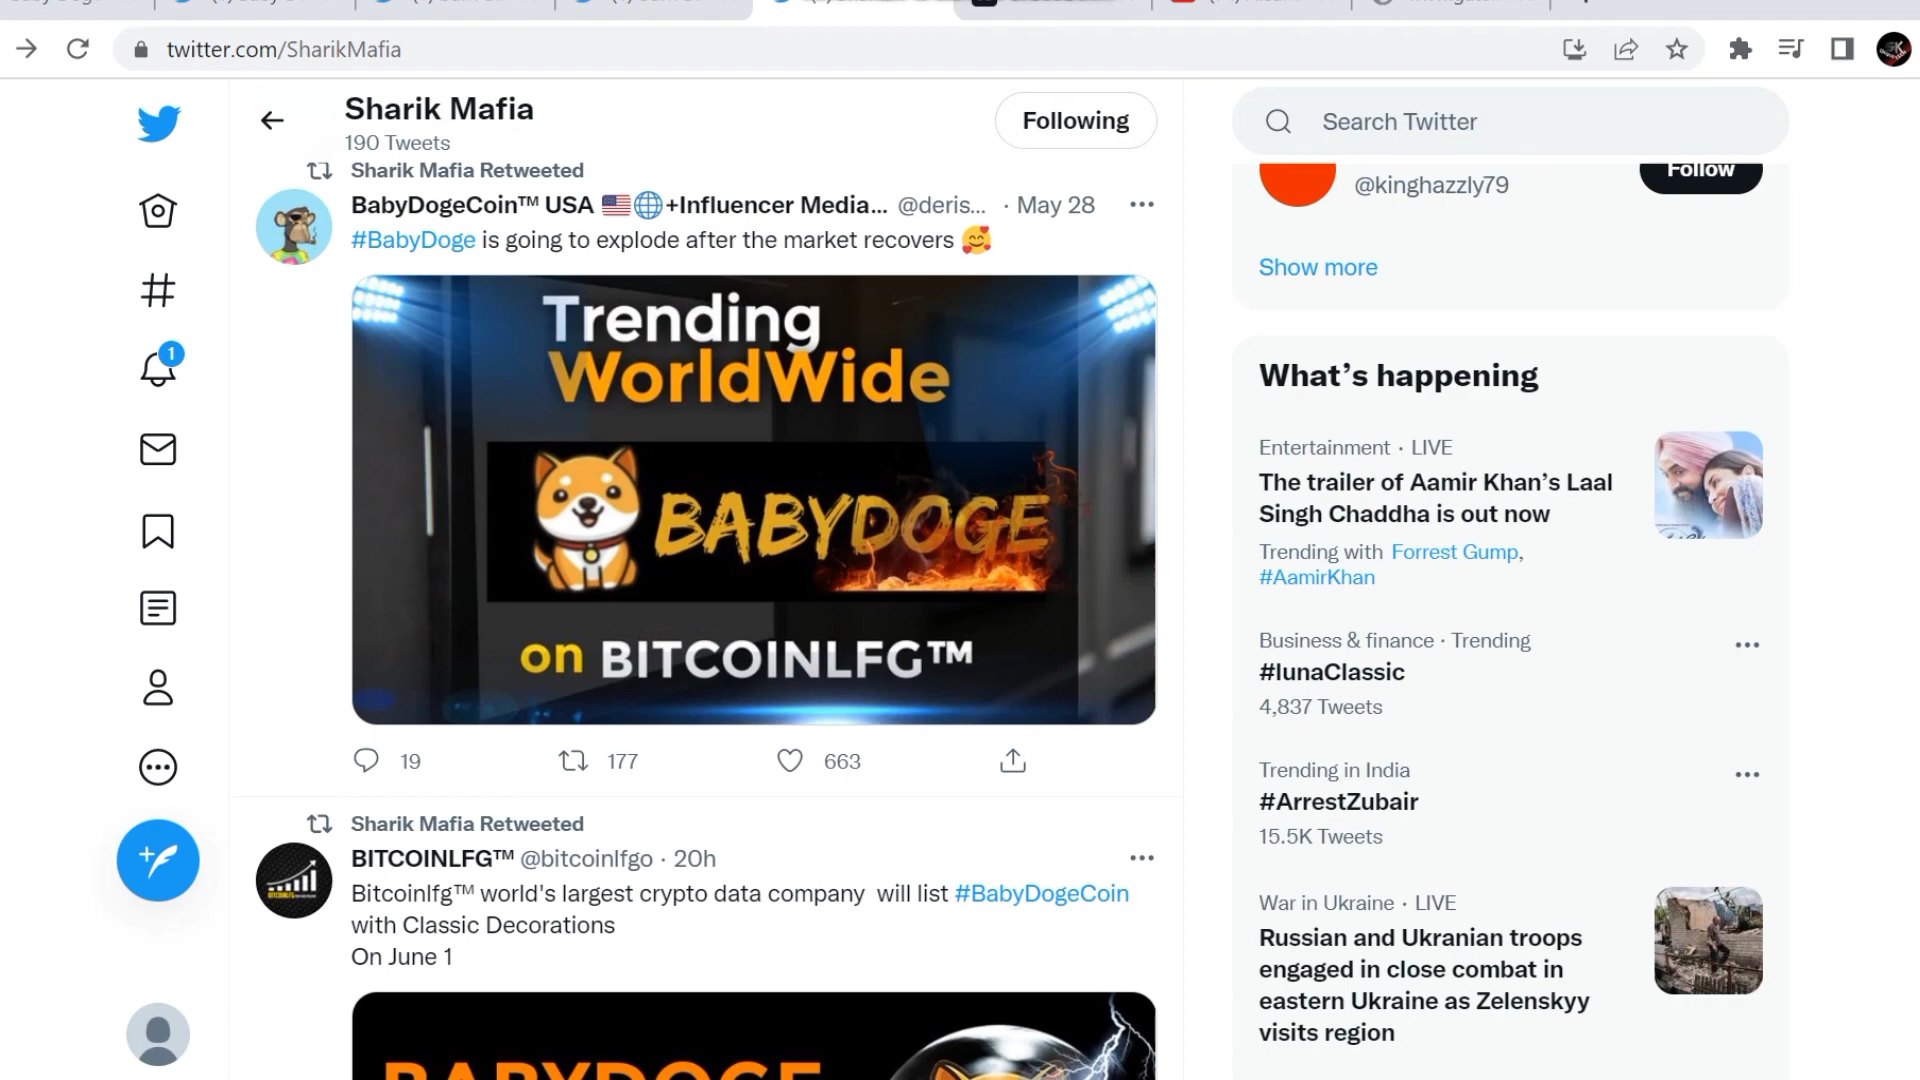 twitter.com/SharikMafia
Sharik Mafia
190 Tweets
Following
Sharik Mafia Retweeted
BabyDogeCoin™ USA 🇺🇸🌐+Influencer Media... @deris... · May 28
#BabyDoge is going to explode after the market recovers 🥰
Trending
WorldWide
BABYDOGE
on BITCOINLFG™
19 177 663
Sharik Mafia Retweeted
BITCOINLFG™ @bitcoinlfgo · 20h
Bitcoinlfg™ world's largest crypto data company will list #BabyDogeCoin
with Classic Decorations
On June 1
BABYDOGE
1
Search Twitter
@kinghazzly79
Follow
Show more
What's happening
Entertainment · LIVE
The trailer of Aamir Khan's Laal
Singh Chaddha is out now
Trending with Forrest Gump,
#AamirKhan
Business & finance · Trending
#lunaClassic
4,837 Tweets
Trending in India
#ArrestZubair
15.5K Tweets
War in Ukraine · LIVE
Russian and Ukranian troops
engaged in close combat in
eastern Ukraine as Zelenskyy
visits region